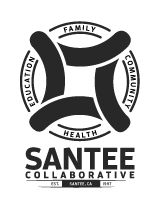 FAMILY
EDUCATION
COMMUNITY
HEALTH
SANTEE
COLLABORATIVE
EST. SANTEE, CA 1997